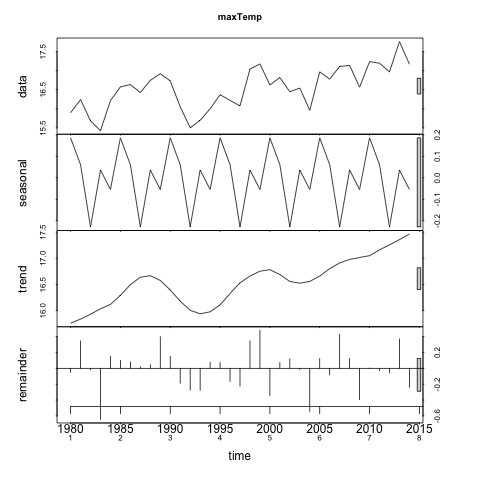 maxTemp
data
15.5 16.5 17.5
seasonal
-0.2 -0.1 0.0 0.1 0.2
trend
16.0 16.5 17.0 17.5
remainder
-0.6 -0.2 0.2
1980 1985 1990 1995 2000 2005 2010 2015
1 2 3 4 5 6 7 8
time